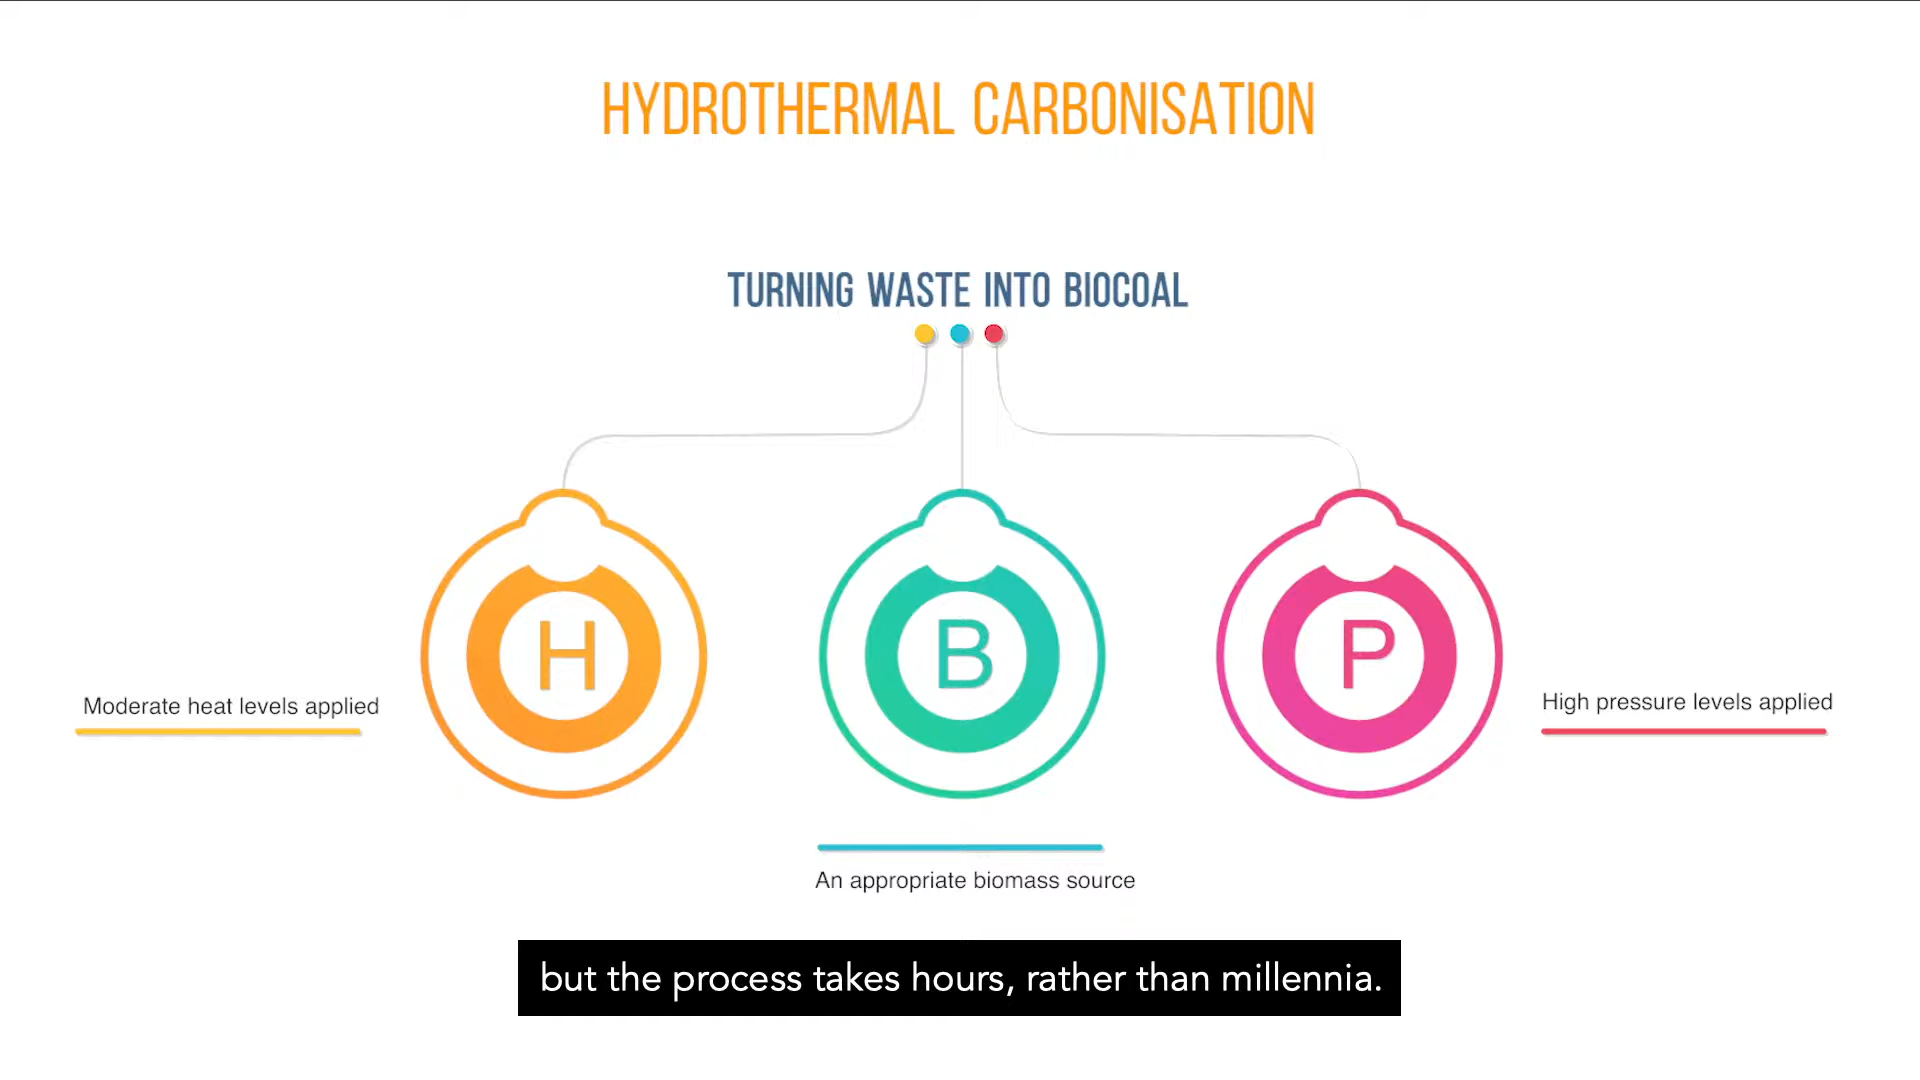 HYDROTHERMAL CARBONISATION
TURNING WASTE INTO BIOCOAL
H
B
P
Moderate heat levels applied
High pressure levels applied
An appropriate biomass source
but the process takes hours, rather than millennia.